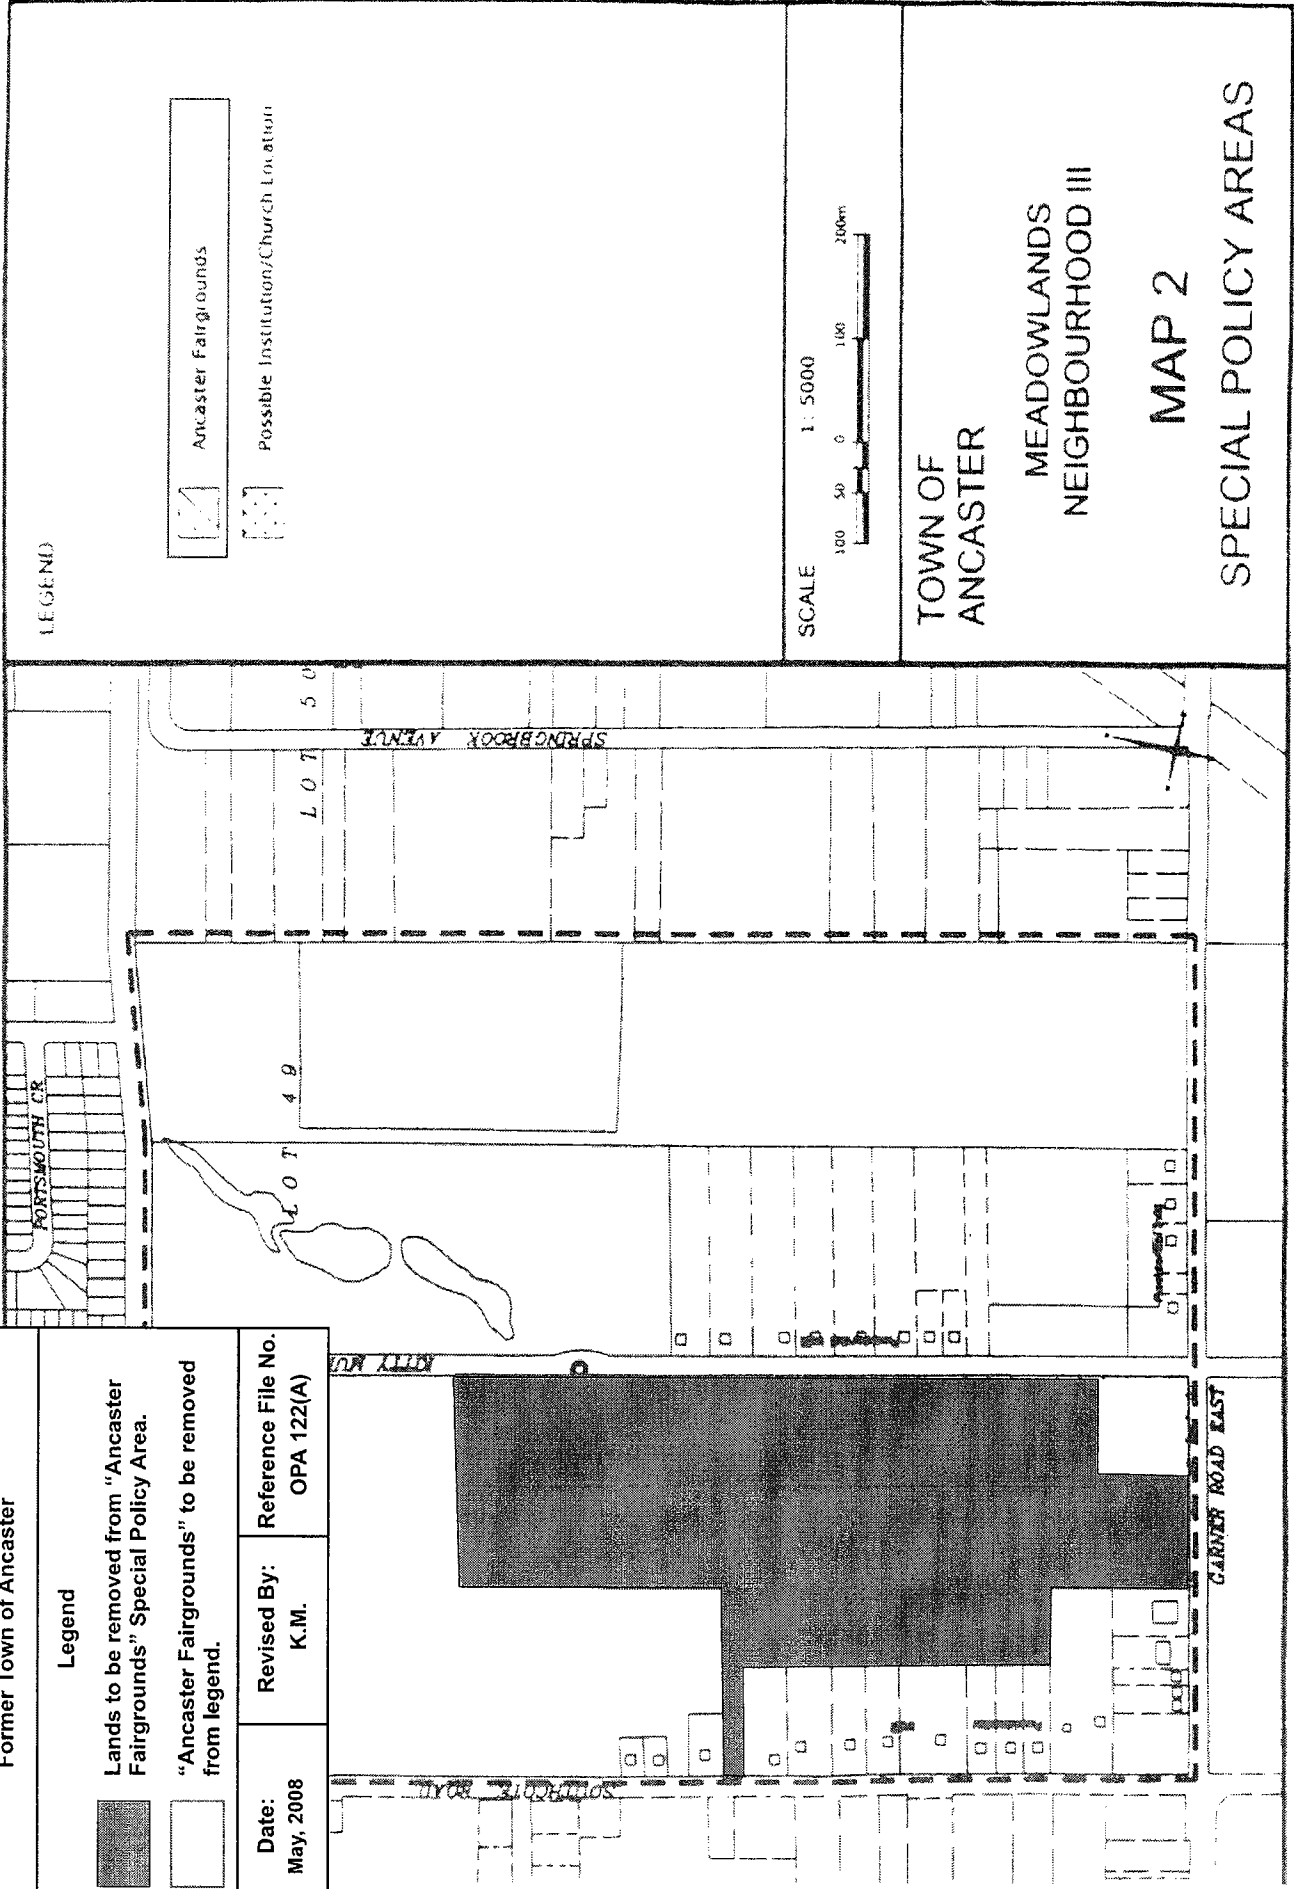 Former Town of Ancaster
Legend
Lands to be removed from "Ancaster
Fairgrounds" Special Policy Area.
"Ancaster Fairgrounds" to be removed
from legend.
Date:
May, 2008
Revised By:
K.M.
Reference File No.
OPA 122(A)
PORTSMOUTH CR
LOT 49
LOT 50
SPRINGBROOK AVENUE
KITTY
SOUTHCOTE ROAD
GARNER ROAD EAST
LEGEND
Ancaster Fairgrounds
Possible Institution/Church Location
SCALE 1: 5000
100 50 0 100 200m
TOWN OF
ANCASTER
MEADOWLANDS
NEIGHBOURHOOD III
MAP 2
SPECIAL POLICY AREAS